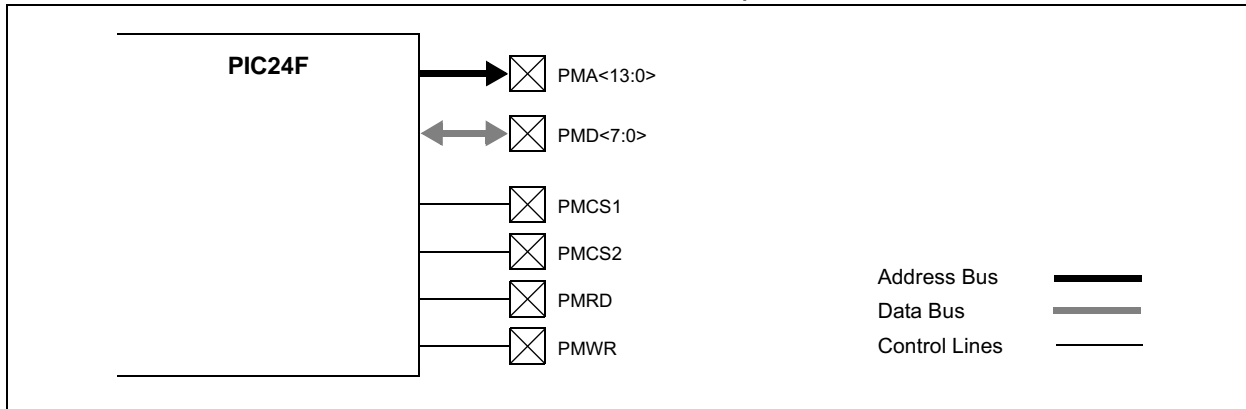 PIC24F
PMA<13:0>
PMD<7:0>
PMCS1
PMCS2
PMRD
PMWR
Address Bus
Data Bus
Control Lines